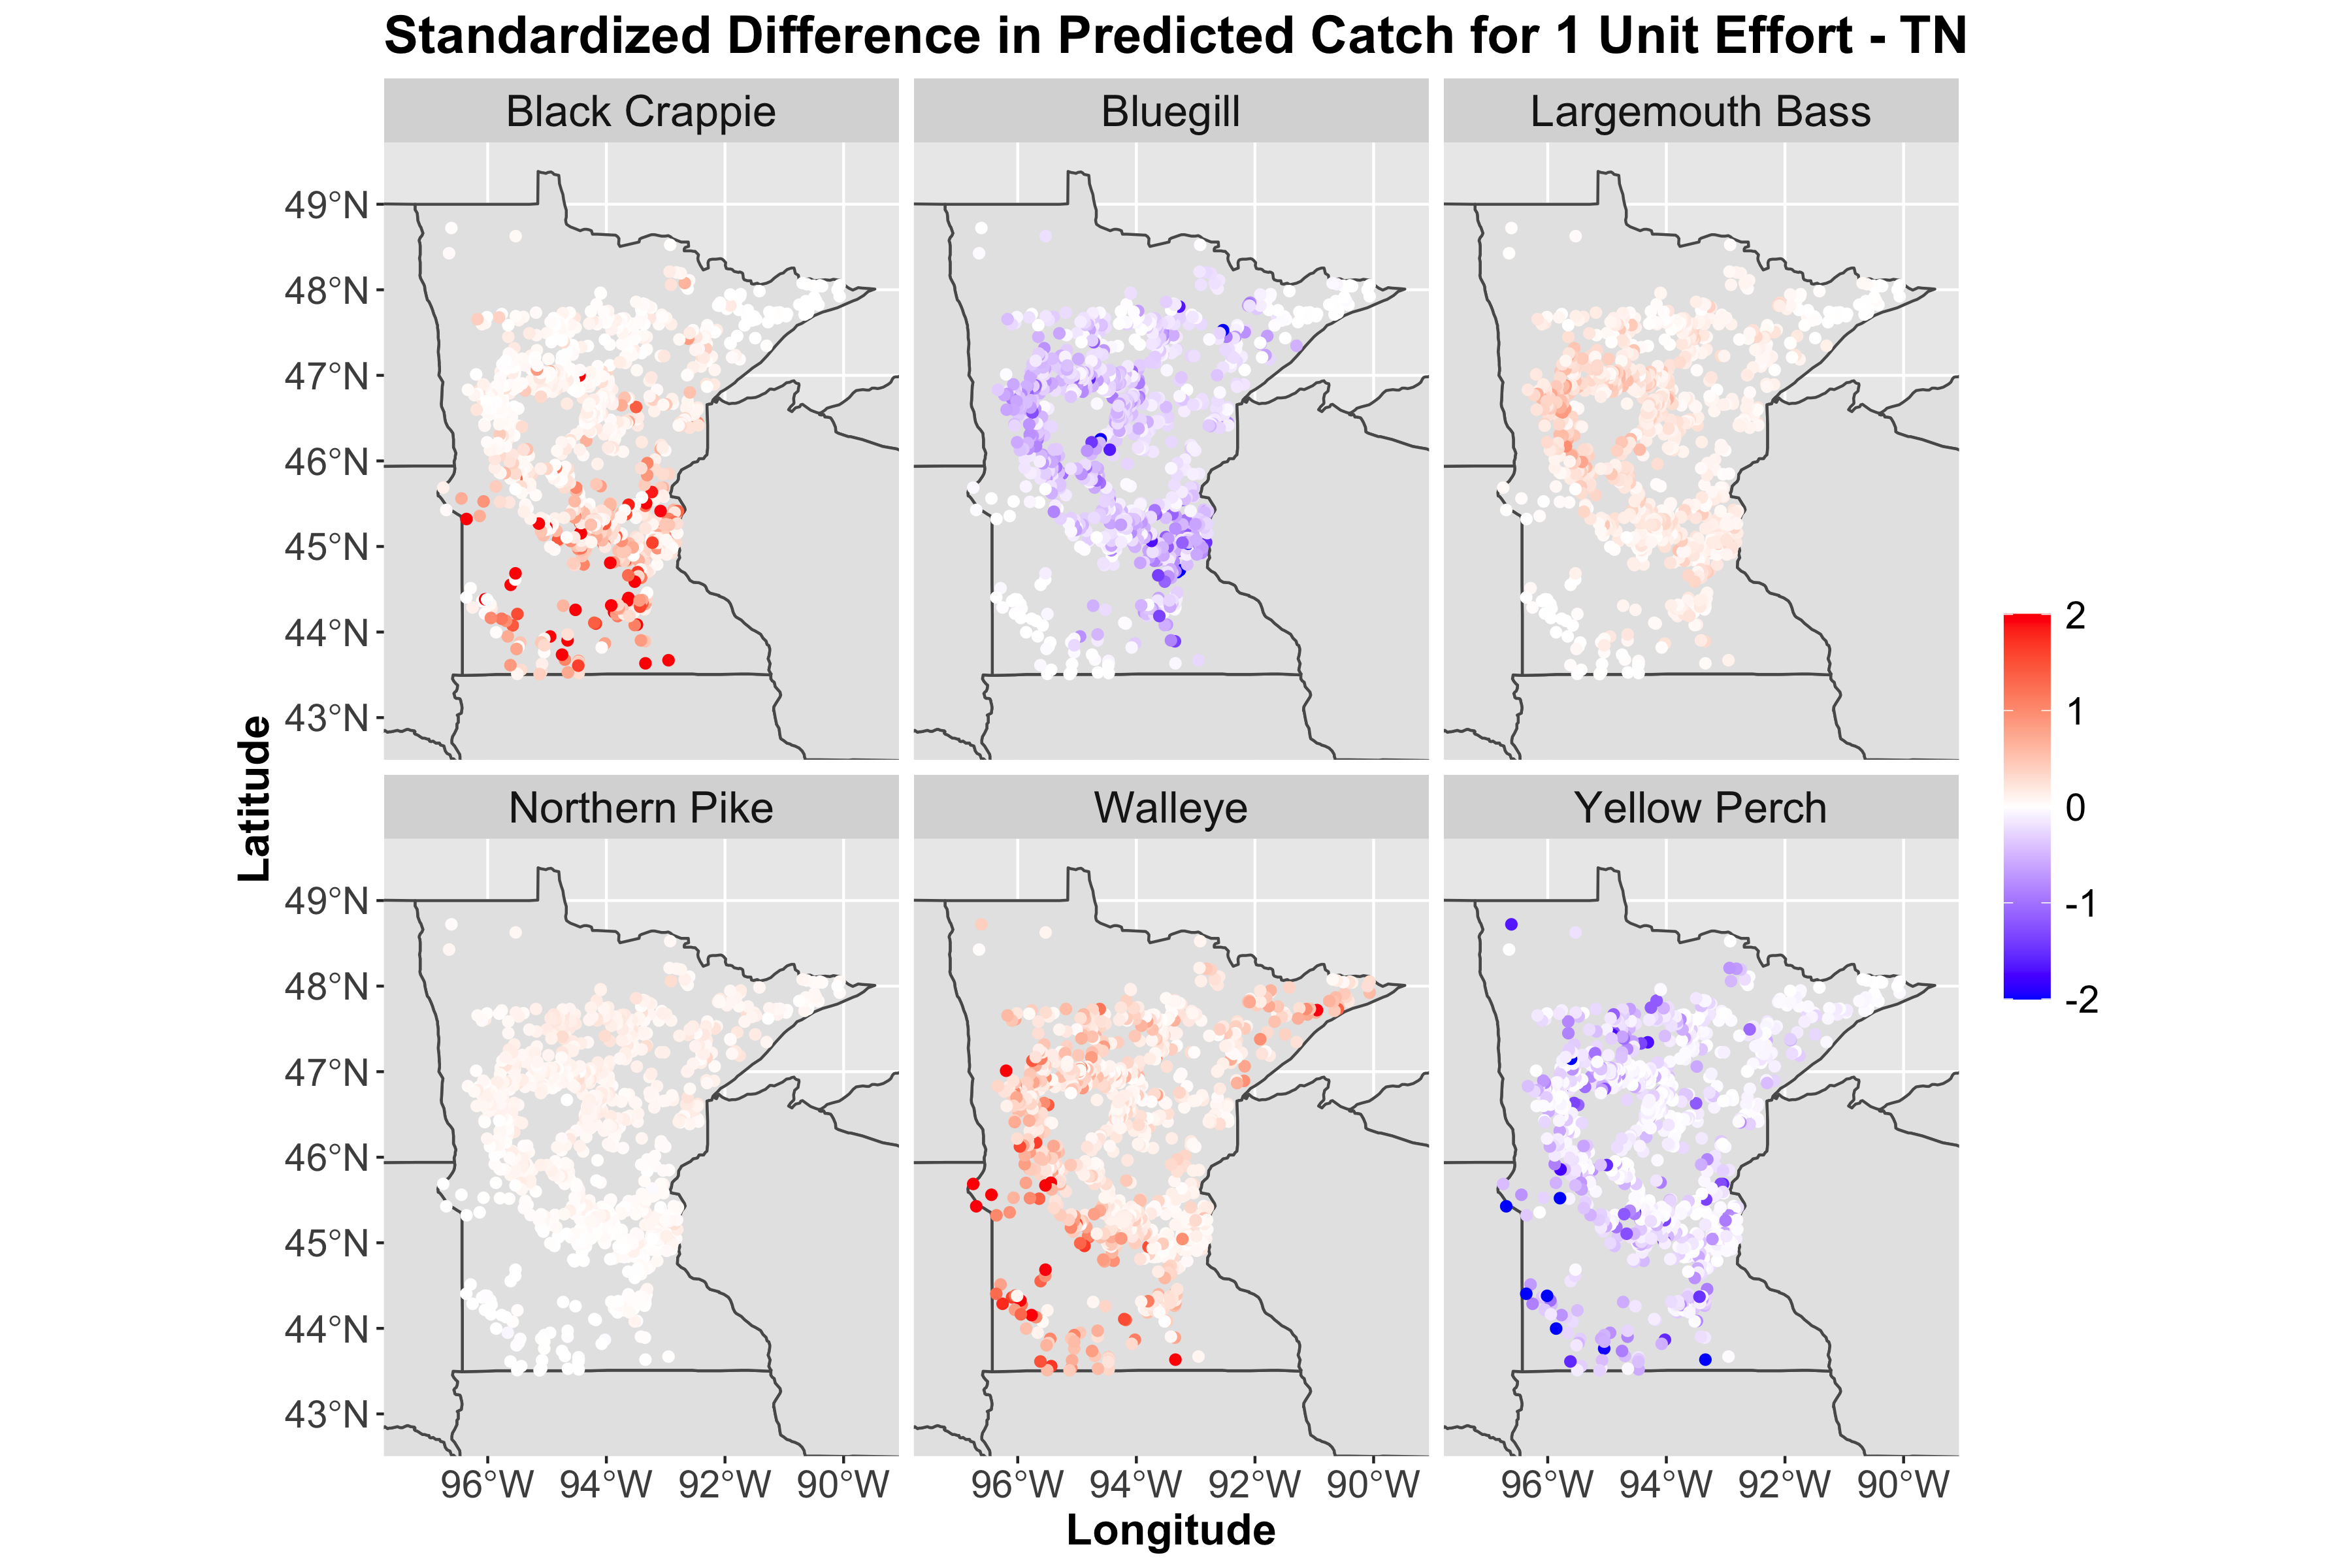 Standardized Difference in Predicted Catch for 1 Unit Effort - TN
Black Crappie
Bluegill
Largemouth Bass
49°N
48°N
47°N
46°N
45°N
44°N
43°N
Northern Pike
Walleye
Yellow Perch
49°N
48°N
47°N
46°N
45°N
44°N
43°N
96°W 94°W 92°W 90°W
96°W 94°W 92°W 90°W
96°W 94°W 92°W 90°W
Longitude
Latitude
2
1
0
-1
-2